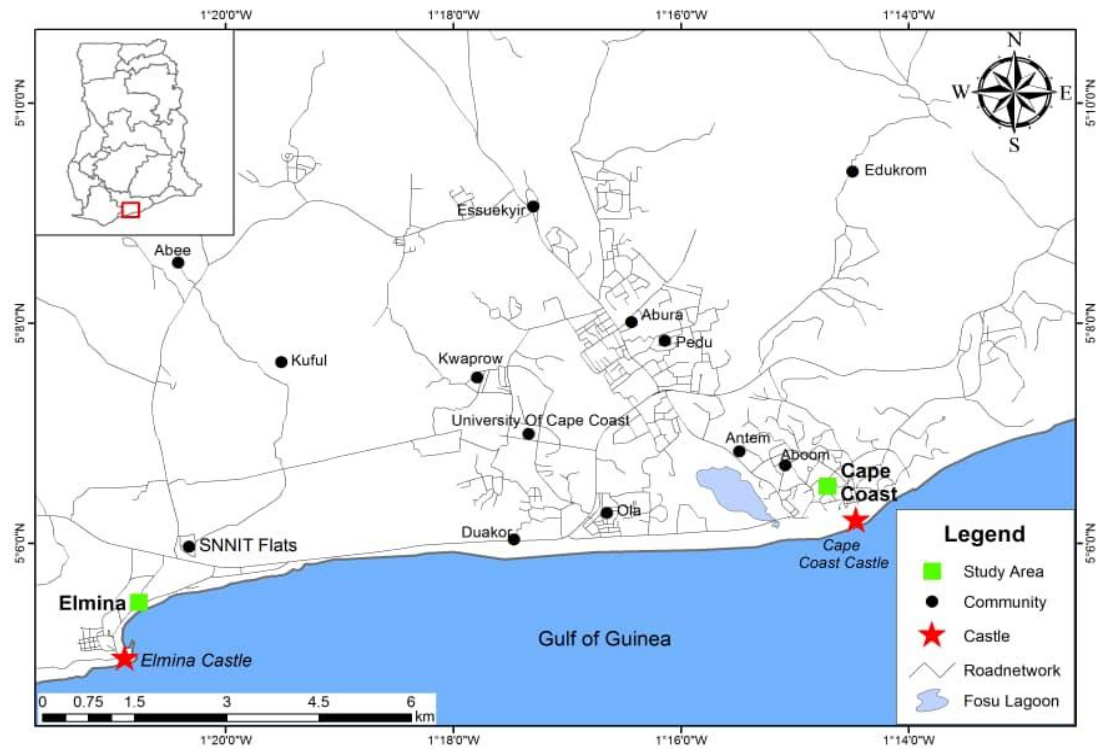 1°20'0"W 1°18'0"W 1°16'0"W 1°14'0"W
N
W E
S
5°10'0"N 5°10'0"N
Edukrom
Essuekyir
Abee
5°8'0"N 5°8'0"N
Abura
Pedu
Kuful
Kwaprow
University Of Cape Coast
Antem
Aboom
Cape
Coast
Ola
Duakor
SNNIT Flats
5°6'0"N 5°6'0"N
Cape
Coast Castle
Elmina
Gulf of Guinea
Elmina Castle
Legend
Study Area
Community
Castle
Roadnetwork
Fosu Lagoon
0 0.75 1.5 3 4.5 6
km
1°20'0"W 1°18'0"W 1°16'0"W 1°14'0"W